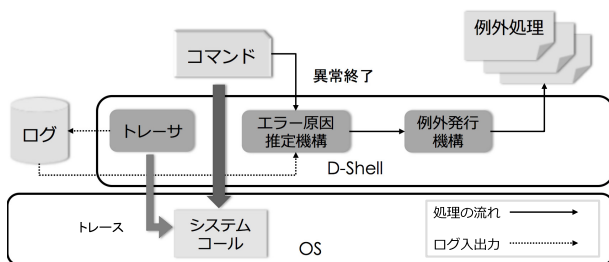 例外処理
コマンド
異常終了
ログ
トレーサ
エラー原因
推定機構
例外発行
機構
D-Shell
トレース
システム
コール
OS
処理の流れ
ログ入出力